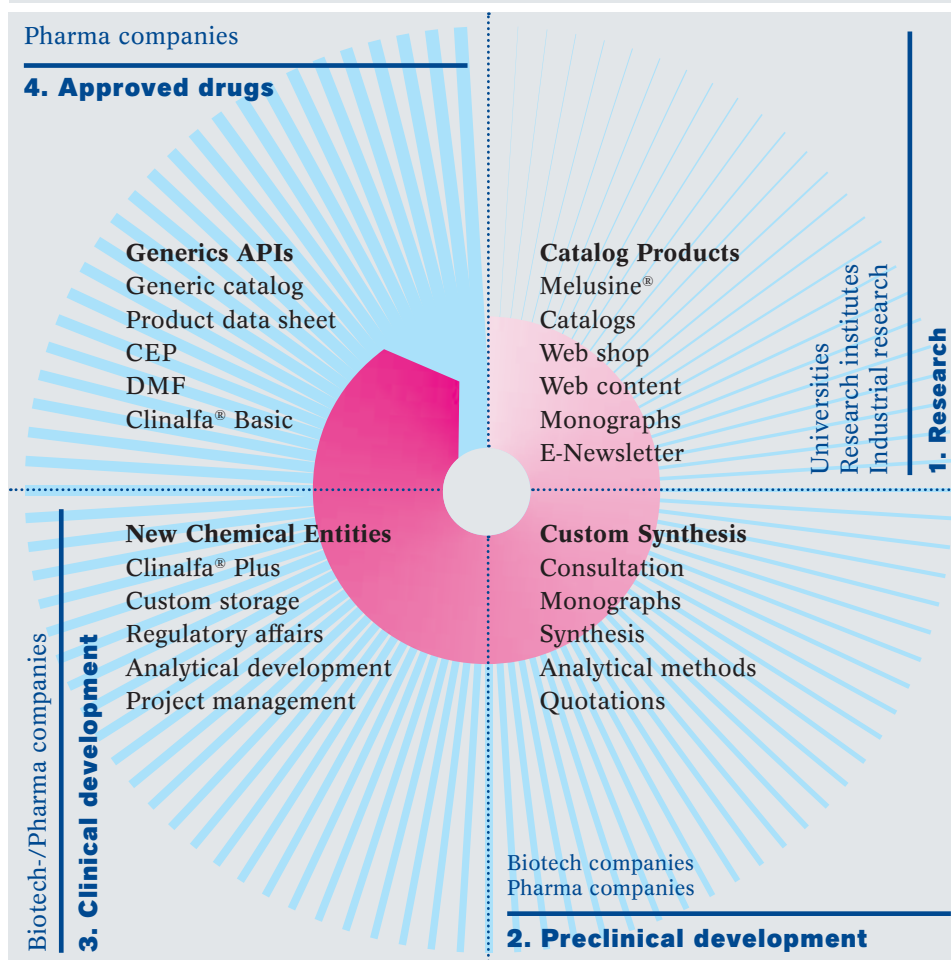 Pharma companies
4. Approved drugs
Generics APIs
Generic catalog
Product data sheet
CEP
DMF
Clinalfa® Basic
Catalog Products
Melusine®
Catalogs
Web shop
Web content
Monographs
E-Newsletter
Universities
Research institutes
Industrial research
1. Research
New Chemical Entities
Clinalfa® Plus
Custom storage
Regulatory affairs
Analytical development
Project management
Biotech-/Pharma companies
3. Clinical development
Custom Synthesis
Consultation
Monographs
Synthesis
Analytical methods
Quotations
Biotech companies
Pharma companies
2. Preclinical development